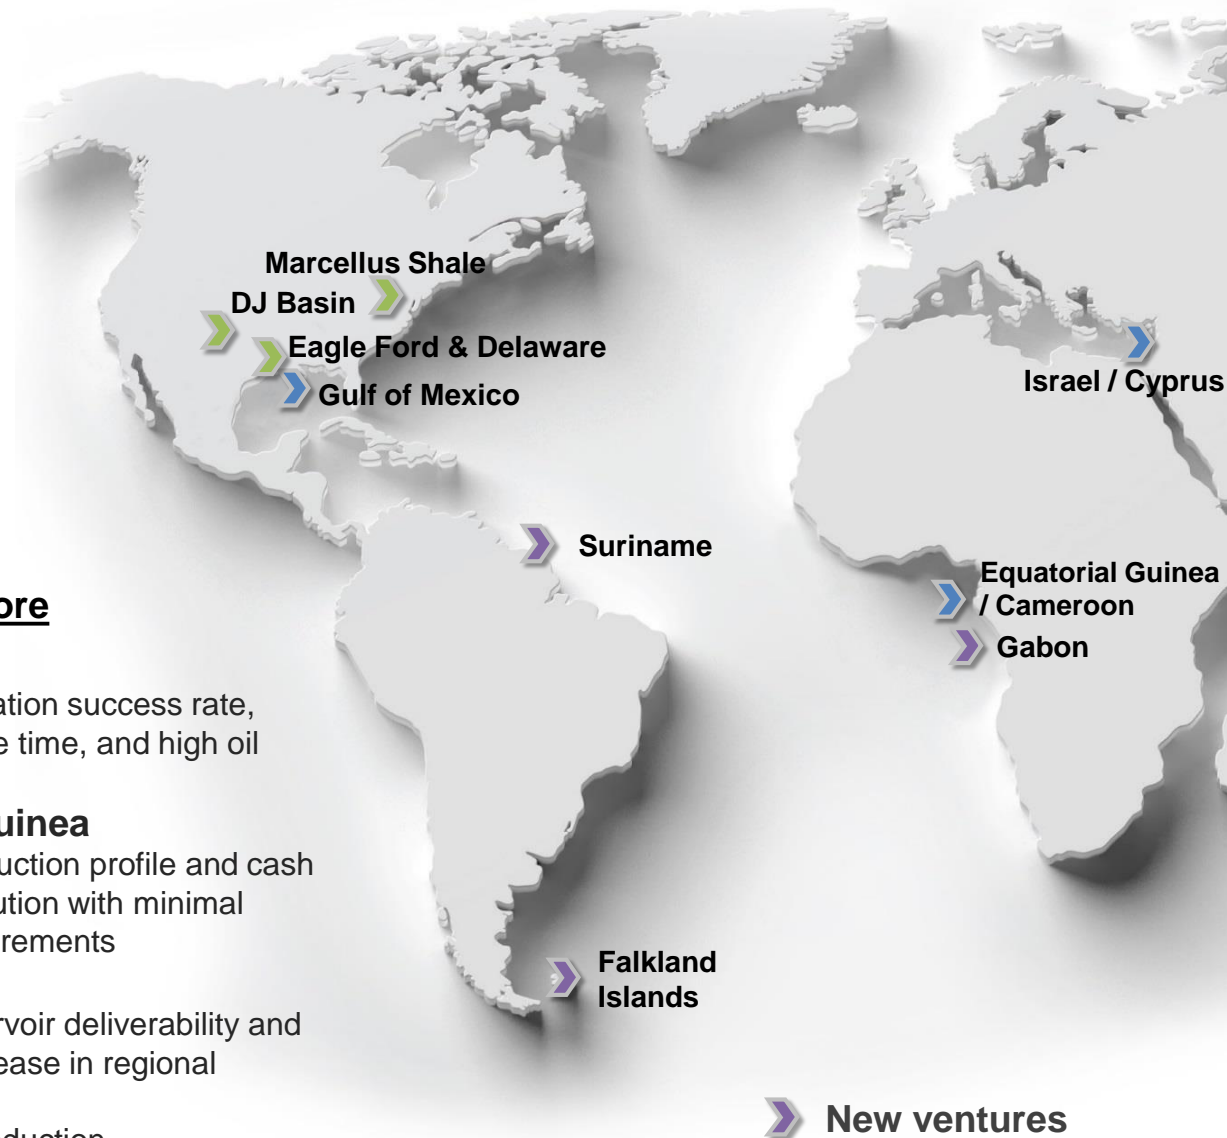 Marcellus Shale
DJ Basin
Eagle Ford & Delaware
Gulf of Mexico
Israel / Cyprus
Suriname
Equatorial Guinea
/ Cameroon
Gabon
Falkland
Islands
ore
ation success rate,
e time, and high oil
uinea
uction profile and cash
ution with minimal
irements
rvoir deliverability and
ease in regional
New ventures